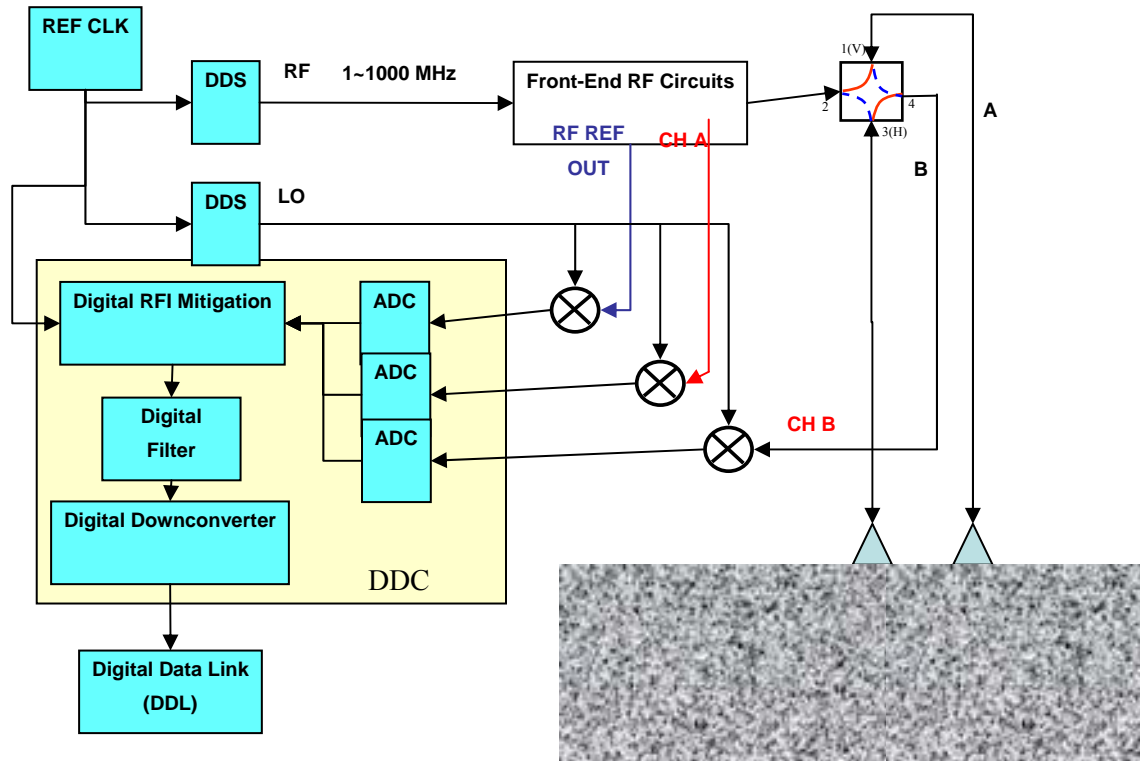 REF CLK
DDS
RF
1~1000 MHz
Front-End RF Circuits
RF REF
OUT
CH A
1(V)
2
4
3(H)
A
B
DDS
LO
Digital RFI Mitigation
ADC
ADC
ADC
CH B
Digital
Filter
Digital Downconverter
DDC
Digital Data Link
(DDL)